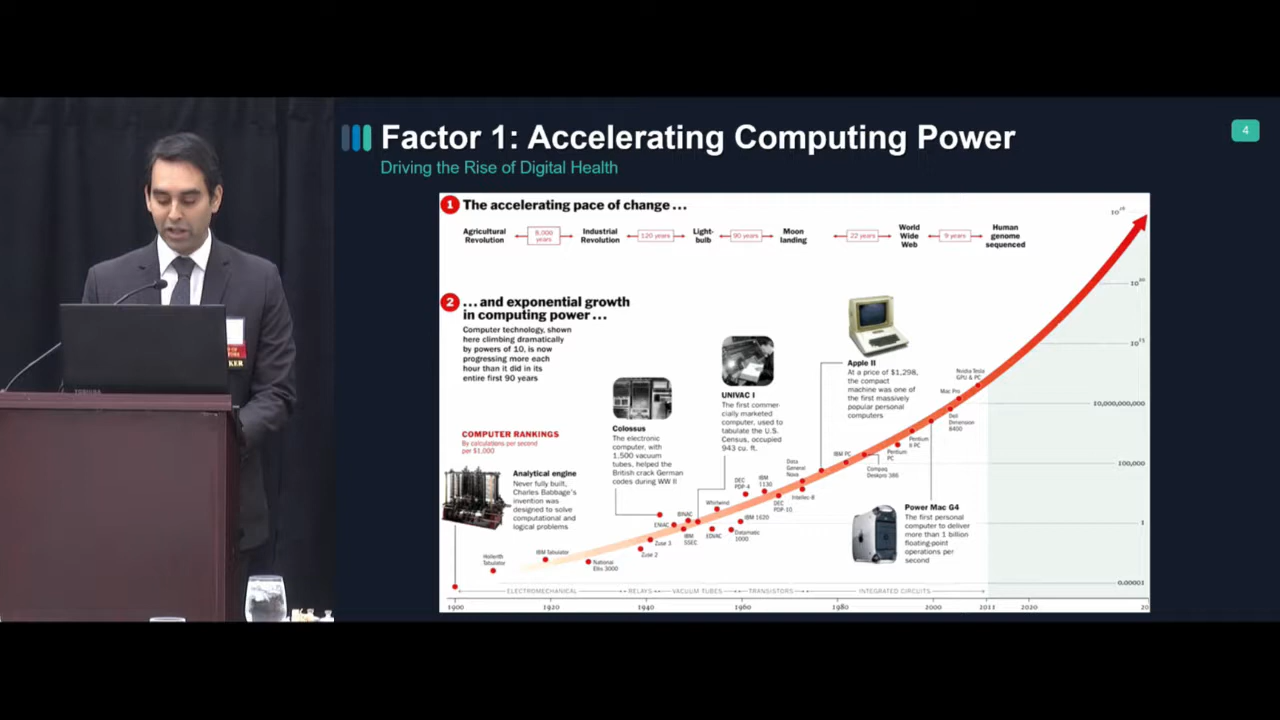 Factor 1: Accelerating Computing Power
4
Driving the Rise of Digital Health
1 The accelerating pace of change ...
Agricultural
Revolution
8,000
years
Industrial
Revolution
120 years
Light-
bulb
90 years
Moon
landing
22 years
World
Wide
Web
9 years
Human
genome
sequenced
2 ... and exponential growth
in computing power ...
Computer technology, shown
here climbing dramatically
by powers of 10, is now
progressing more each
hour than it did in its
entire first 90 years
COMPUTER RANKINGS
By calculations per second
per $1,000
Analytical engine
Never fully built,
Charles Babbage's
invention was
designed to solve
computational and
logical problems
Colossus
The electronic
computer, with
1,500 vacuum
tubes, helped the
British crack German
codes during WW II
UNIVAC I
The first commer-
cially marketed
computer, used to
tabulate the U.S.
Census, occupied
943 cu. ft.
Apple II
At a price of $1,298,
the compact
machine was one of
the first massively
popular personal
computers
Power Mac G4
The first personal
computer to deliver
more than 1 billion
floating-point
operations per
second
Hollerith
Tabulator
IBM Tabulator
National
Ellis 3000
Zuse 2
Zuse 3
ENIAC
BINAC
IBM
SSEC
Whirlwind
EDVAC
Datamatic
1000
IBM 1620
DEC
PDP-4
IBM
1130
DEC
PDP-10
Data
General
Nova
Intellec-8
IBM PC
Compaq
Deskpro 386
Pentium
PC
Pentium
II PC
Mac Pro
Dell
Dimension
8400
Nvidia Tesla
GPU & PC
10,000,000,000
100,000
1
0.00001
ELECTROMECHANICAL
RELAYS
VACUUM TUBES
TRANSISTORS
INTEGRATED CIRCUITS
1900
1920
1940
1960
1980
2000
2011
2020
20
TOSHIBA